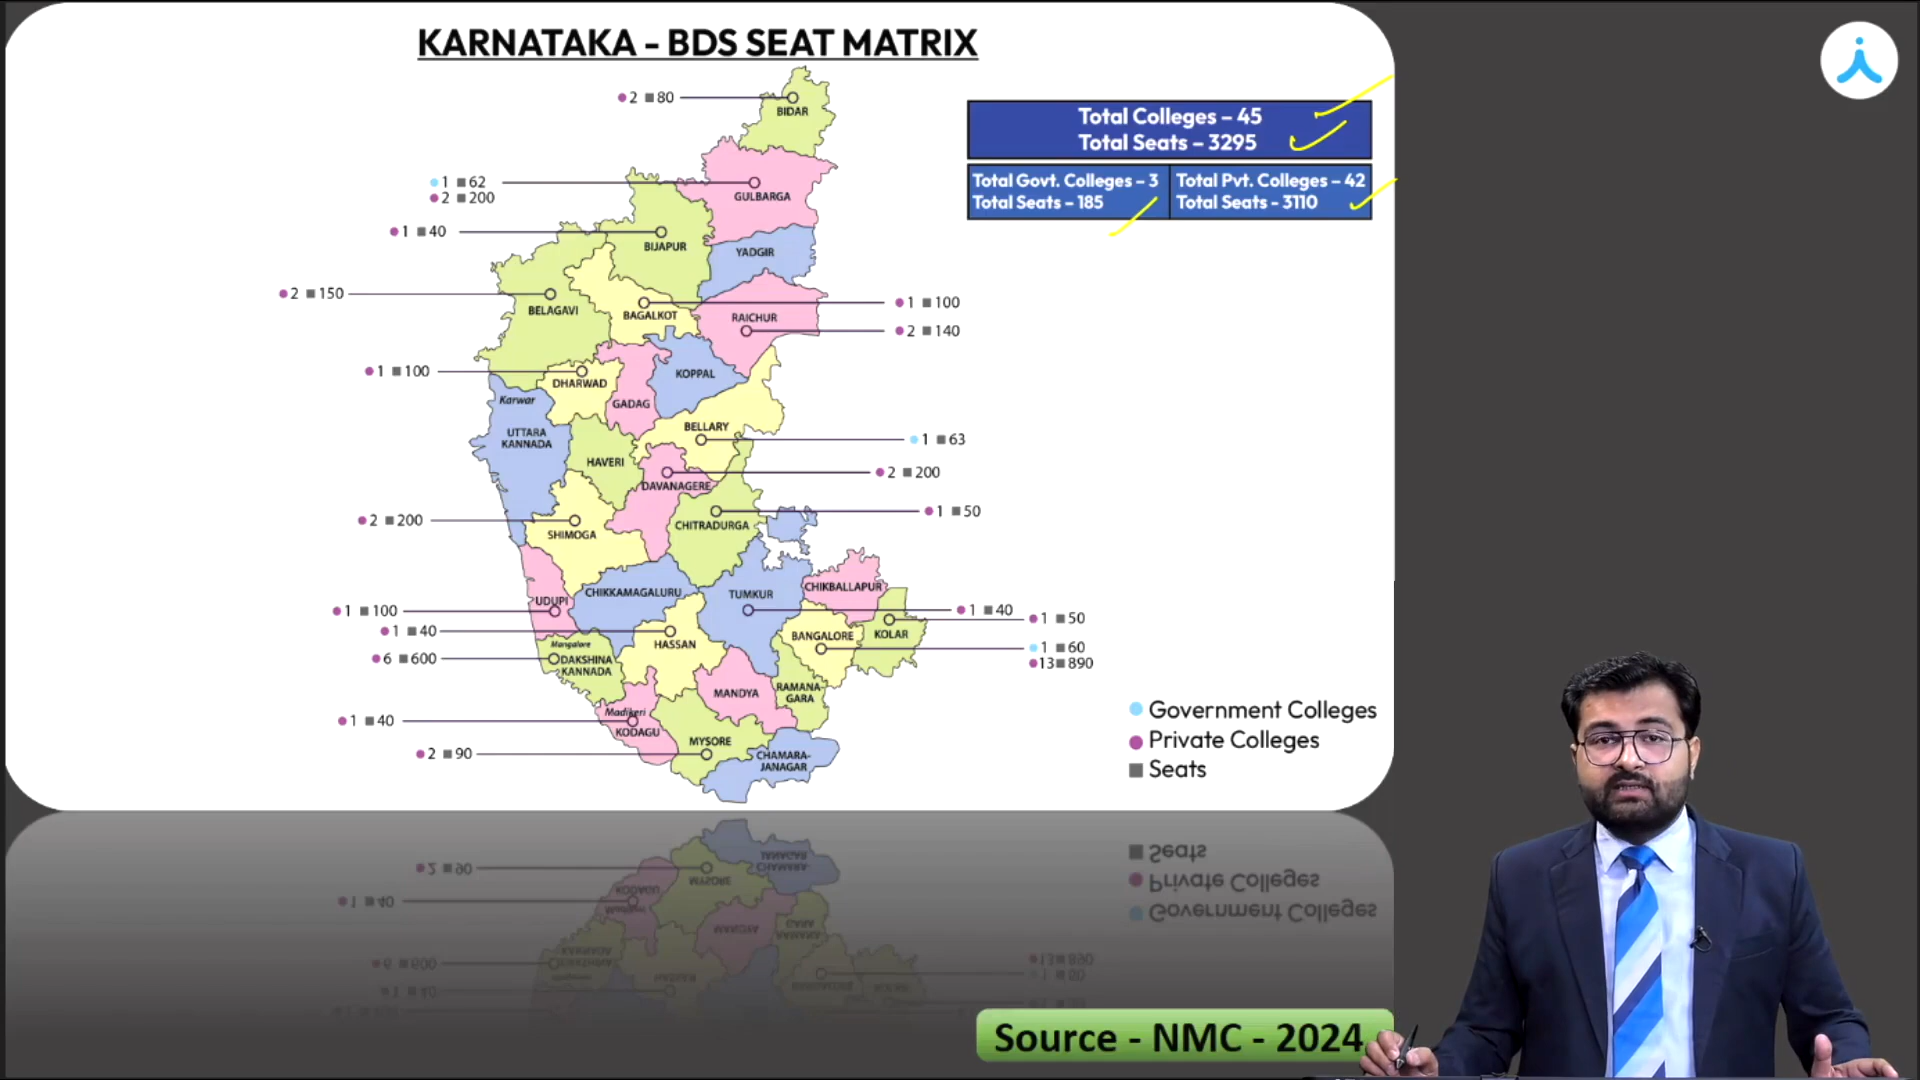 KARNATAKA - BDS SEAT MATRIX
2 80
BIDAR
Total Colleges – 45
Total Seats – 3295
Total Govt. Colleges – 3
Total Seats – 185
Total Pvt. Colleges – 42
Total Seats - 3110
1 62
2 200
GULBARGA
1 40
BIJAPUR
YADGIR
2 150
BELAGAVI
BAGALKOT
1 100
RAICHUR
2 140
1 100
DHARWAD
KOPPAL
Karwar
GADAG
UTTARA
KANNADA
BELLARY
1 63
HAVERI
2 200
DAVANAGERE
1 50
CHITRADURGA
2 200
SHIMOGA
CHIKBALLAPUR
CHIKKAMAGALURU
TUMKUR
1 40
UDUPI
1 100
1 50
KOLAR
1 40
HASSAN
BANGALORE
1 60
13 890
Mangalore
6 600
DAKSHINA
KANNADA
MANDYA
RAMANA-
GARA
Madikeri
1 40
KODAGU
MYSORE
2 90
CHAMARA-
JANAGAR
Government Colleges
Private Colleges
Seats
Source - NMC - 2024